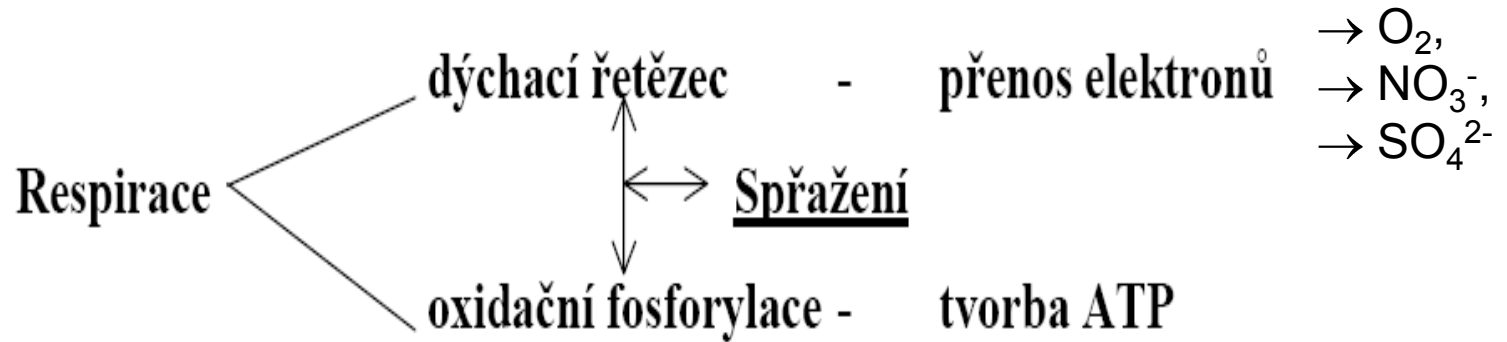 → O₂,
dýchací řetězec - přenos elektronů → NO₃⁻,
→ SO₄²⁻
Respirace Spřažení
oxidační fosforylace - tvorba ATP